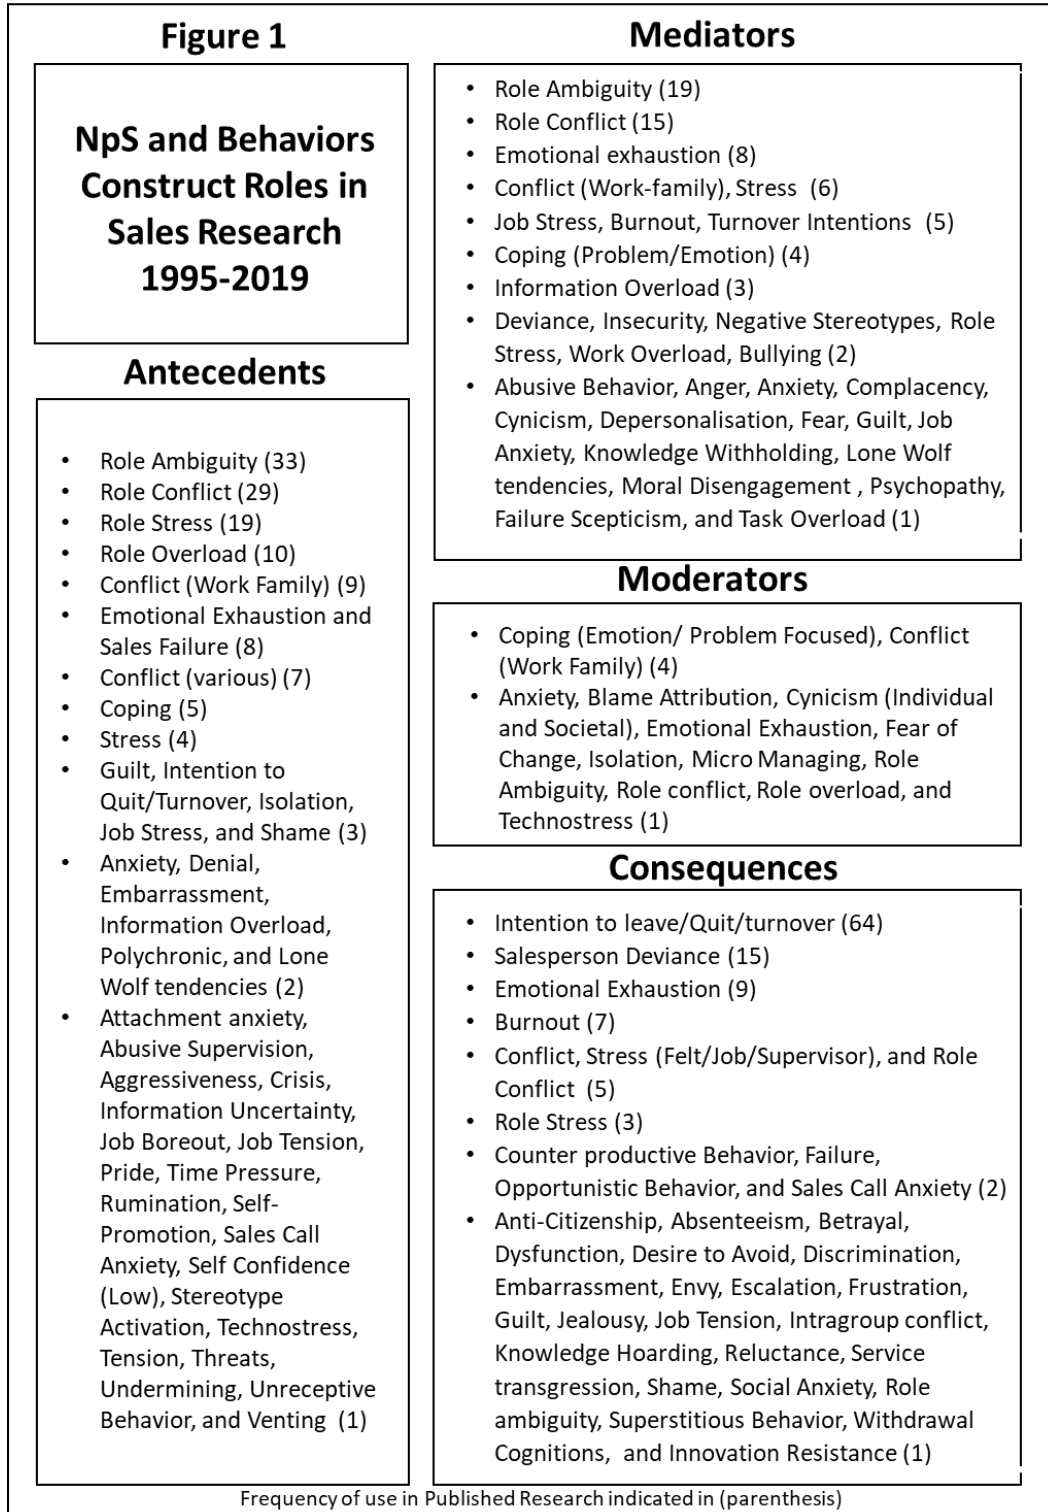 Figure 1
NpS and Behaviors
Construct Roles in
Sales Research
1995-2019
Antecedents
• Role Ambiguity (33)
• Role Conflict (29)
• Role Stress (19)
• Role Overload (10)
• Conflict (Work Family) (9)
• Emotional Exhaustion and
Sales Failure (8)
• Conflict (various) (7)
• Coping (5)
• Stress (4)
• Guilt, Intention to
Quit/Turnover, Isolation,
Job Stress, and Shame (3)
• Anxiety, Denial,
Embarrassment,
Information Overload,
Polychronic, and Lone
Wolf tendencies (2)
• Attachment anxiety,
Abusive Supervision,
Aggressiveness, Crisis,
Information Uncertainty,
Job Boreout, Job Tension,
Pride, Time Pressure,
Rumination, Self-
Promotion, Sales Call
Anxiety, Self Confidence
(Low), Stereotype
Activation, Technostress,
Tension, Threats,
Undermining, Unreceptive
Behavior, and Venting (1)
Mediators
• Role Ambiguity (19)
• Role Conflict (15)
• Emotional exhaustion (8)
• Conflict (Work-family), Stress (6)
• Job Stress, Burnout, Turnover Intentions (5)
• Coping (Problem/Emotion) (4)
• Information Overload (3)
• Deviance, Insecurity, Negative Stereotypes, Role
Stress, Work Overload, Bullying (2)
• Abusive Behavior, Anger, Anxiety, Complacency,
Cynicism, Depersonalisation, Fear, Guilt, Job
Anxiety, Knowledge Withholding, Lone Wolf
tendencies, Moral Disengagement , Psychopathy,
Failure Scepticism, and Task Overload (1)
Moderators
• Coping (Emotion/ Problem Focused), Conflict
(Work Family) (4)
• Anxiety, Blame Attribution, Cynicism (Individual
and Societal), Emotional Exhaustion, Fear of
Change, Isolation, Micro Managing, Role
Ambiguity, Role conflict, Role overload, and
Technostress (1)
Consequences
• Intention to leave/Quit/turnover (64)
• Salesperson Deviance (15)
• Emotional Exhaustion (9)
• Burnout (7)
• Conflict, Stress (Felt/Job/Supervisor), and Role
Conflict (5)
• Role Stress (3)
• Counter productive Behavior, Failure,
Opportunistic Behavior, and Sales Call Anxiety (2)
• Anti-Citizenship, Absenteeism, Betrayal,
Dysfunction, Desire to Avoid, Discrimination,
Embarrassment, Envy, Escalation, Frustration,
Guilt, Jealousy, Job Tension, Intragroup conflict,
Knowledge Hoarding, Reluctance, Service
transgression, Shame, Social Anxiety, Role
ambiguity, Superstitious Behavior, Withdrawal
Cognitions, and Innovation Resistance (1)
Frequency of use in Published Research indicated in (parenthesis)